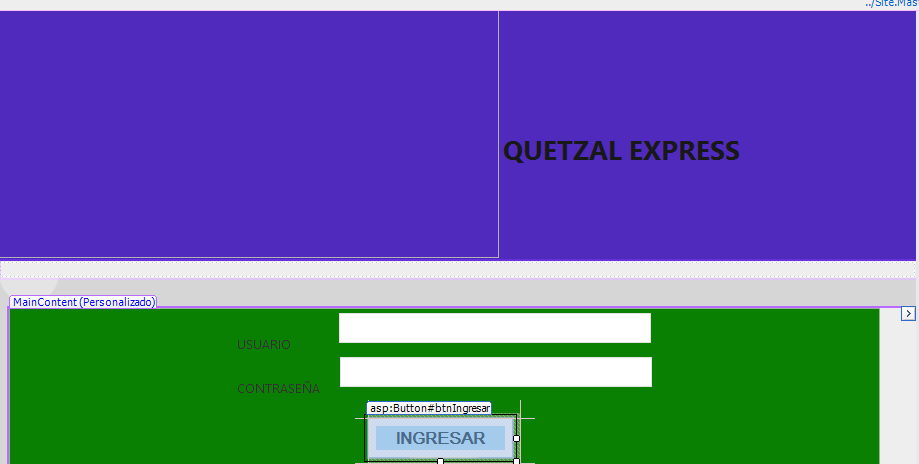 ../Site.Mas
QUETZAL EXPRESS
MainContent (Personalizado)
USUARIO
CONTRASEÑA
asp:Button#btnIngresar
INGRESAR